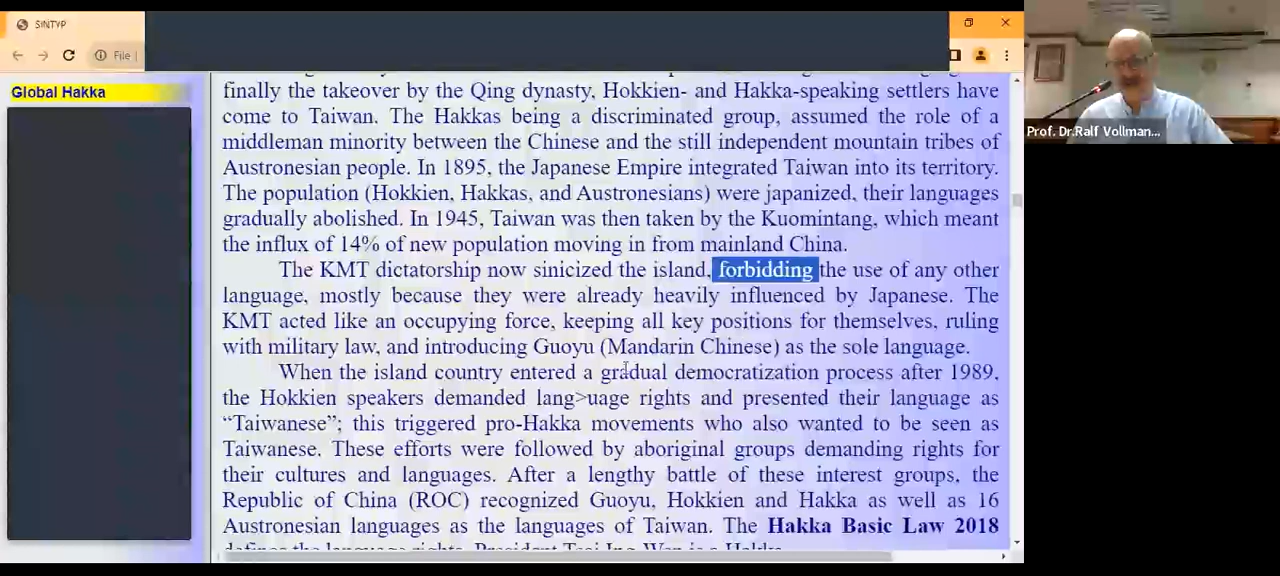 SINTYP
File |
Global Hakka
finally the takeover by the Qing dynasty, Hokkien- and Hakka-speaking settlers have
come to Taiwan. The Hakkas being a discriminated group, assumed the role of a
middleman minority between the Chinese and the still independent mountain tribes of
Austronesian people. In 1895, the Japanese Empire integrated Taiwan into its territory.
The population (Hokkien, Hakkas, and Austronesians) were japanized, their languages
gradually abolished. In 1945, Taiwan was then taken by the Kuomintang, which meant
the influx of 14% of new population moving in from mainland China.
The KMT dictatorship now sinicized the island, forbidding the use of any other
language, mostly because they were already heavily influenced by Japanese. The
KMT acted like an occupying force, keeping all key positions for themselves, ruling
with military law, and introducing Guoyu (Mandarin Chinese) as the sole language.
When the island country entered a gradual democratization process after 1989,
the Hokkien speakers demanded lang>uage rights and presented their language as
“Taiwanese”; this triggered pro-Hakka movements who also wanted to be seen as
Taiwanese. These efforts were followed by aboriginal groups demanding rights for
their cultures and languages. After a lengthy battle of these interest groups, the
Republic of China (ROC) recognized Guoyu, Hokkien and Hakka as well as 16
Austronesian languages as the languages of Taiwan. The Hakka Basic Law 2018
defines the language rights. President Tsai Ing-Wen is a Hakka.
Prof. Dr.Ralf Vollman...